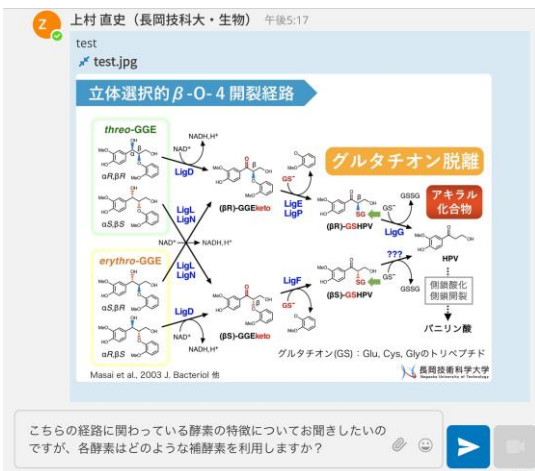 Z
上村 直史（長岡技科大・生物） 午後5:17
test
test.jpg
立体選択的β-O-4開裂経路
threo-GGE
αR,βR
αS,βS
NADH,H⁺
NAD⁺
LigD
LigL
LigN
NAD⁺
NADH,H⁺
LigL
LigN
erythro-GGE
αS,βR
αR,βS
LigD
NAD⁺
NADH,H⁺
(βR)-GGEketo
(βS)-GGEketo
グルタチオン脱離
GS⁻
LigE
LigP
LigF
GS⁻
(βR)-GSHPV
(βS)-GSHPV
GSSG
GS⁻
LigG
???
GS⁻
GSSG
アキラル
化合物
HPV
側鎖酸化
側鎖開裂
バニリン酸
グルタチオン(GS)：Glu, Cys, Glyのトリペプチド
Masai et al., 2003 J. Bacteriol 他
長岡技術科学大学
Nagaoka University of Technology
こちらの経路に関わっている酵素の特徴についてお聞きしたいの
ですが、各酵素はどのような補酵素を利用しますか？